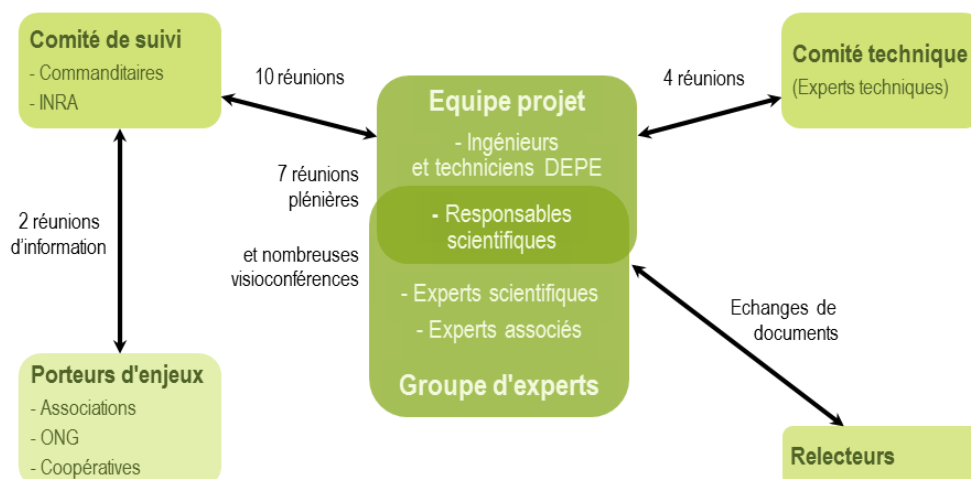 Comité de suivi
- Commanditaires
- INRA
10 réunions
Equipe projet
- Ingénieurs
et techniciens DEPE
4 réunions
Comité technique
(Experts techniques)
7 réunions
plénières
et nombreuses
visioconférences
- Responsables
scientifiques
- Experts scientifiques
- Experts associés
Groupe d'experts
2 réunions
d'information
Echanges de
documents
Porteurs d'enjeux
- Associations
- ONG
- Coopératives
Relecteurs